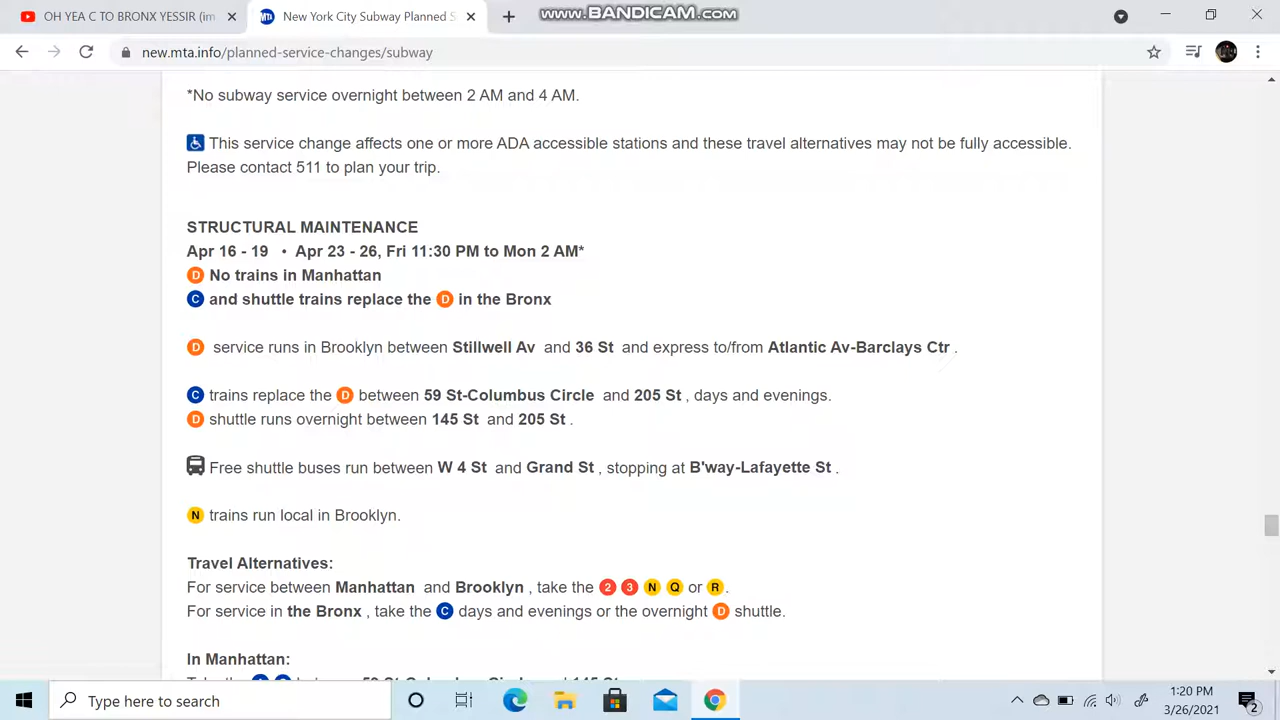 OH YEA C TO BRONX YESSIR (im
New York City Subway Planned S
www.BANDICAM.com
new.mta.info/planned-service-changes/subway
*No subway service overnight between 2 AM and 4 AM.
This service change affects one or more ADA accessible stations and these travel alternatives may not be fully accessible.
Please contact 511 to plan your trip.
STRUCTURAL MAINTENANCE
Apr 16 - 19 • Apr 23 - 26, Fri 11:30 PM to Mon 2 AM*
D No trains in Manhattan
C and shuttle trains replace the D in the Bronx
D service runs in Brooklyn between Stillwell Av and 36 St and express to/from Atlantic Av-Barclays Ctr .
C trains replace the D between 59 St-Columbus Circle and 205 St , days and evenings.
D shuttle runs overnight between 145 St and 205 St .
Free shuttle buses run between W 4 St and Grand St , stopping at B'way-Lafayette St .
N trains run local in Brooklyn.
Travel Alternatives:
For service between Manhattan and Brooklyn , take the 2 3 N Q or R .
For service in the Bronx , take the C days and evenings or the overnight D shuttle.
In Manhattan:
Type here to search
1:20 PM
3/26/2021
2